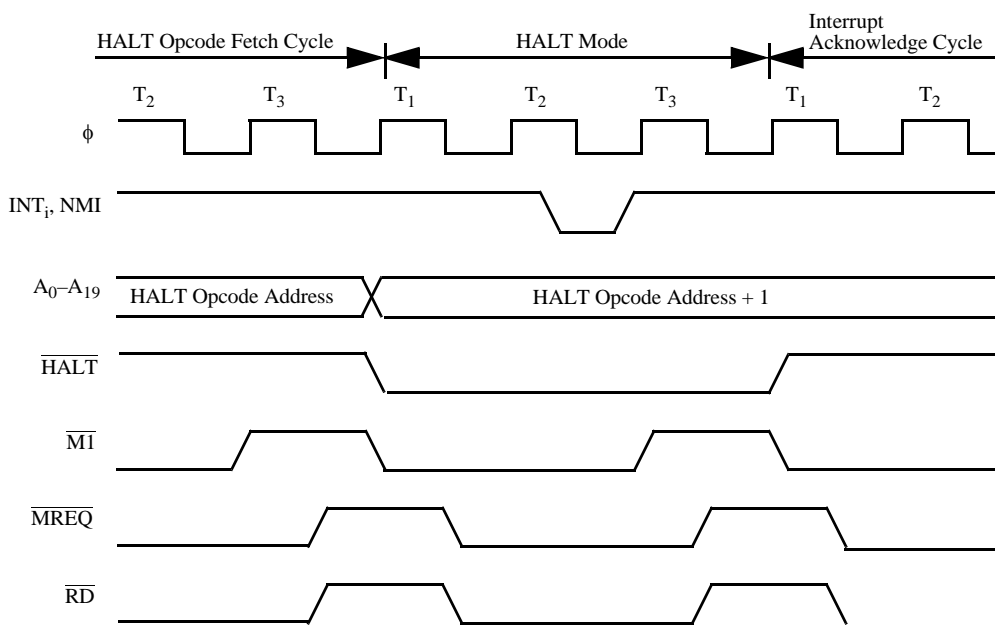 HALT Opcode Fetch Cycle
HALT Mode
Interrupt
Acknowledge Cycle
T2 T3 T1 T2 T3 T1 T2
ϕ
INTi, NMI
A0–A19
HALT Opcode Address
HALT Opcode Address + 1
HALT
M1
MREQ
RD